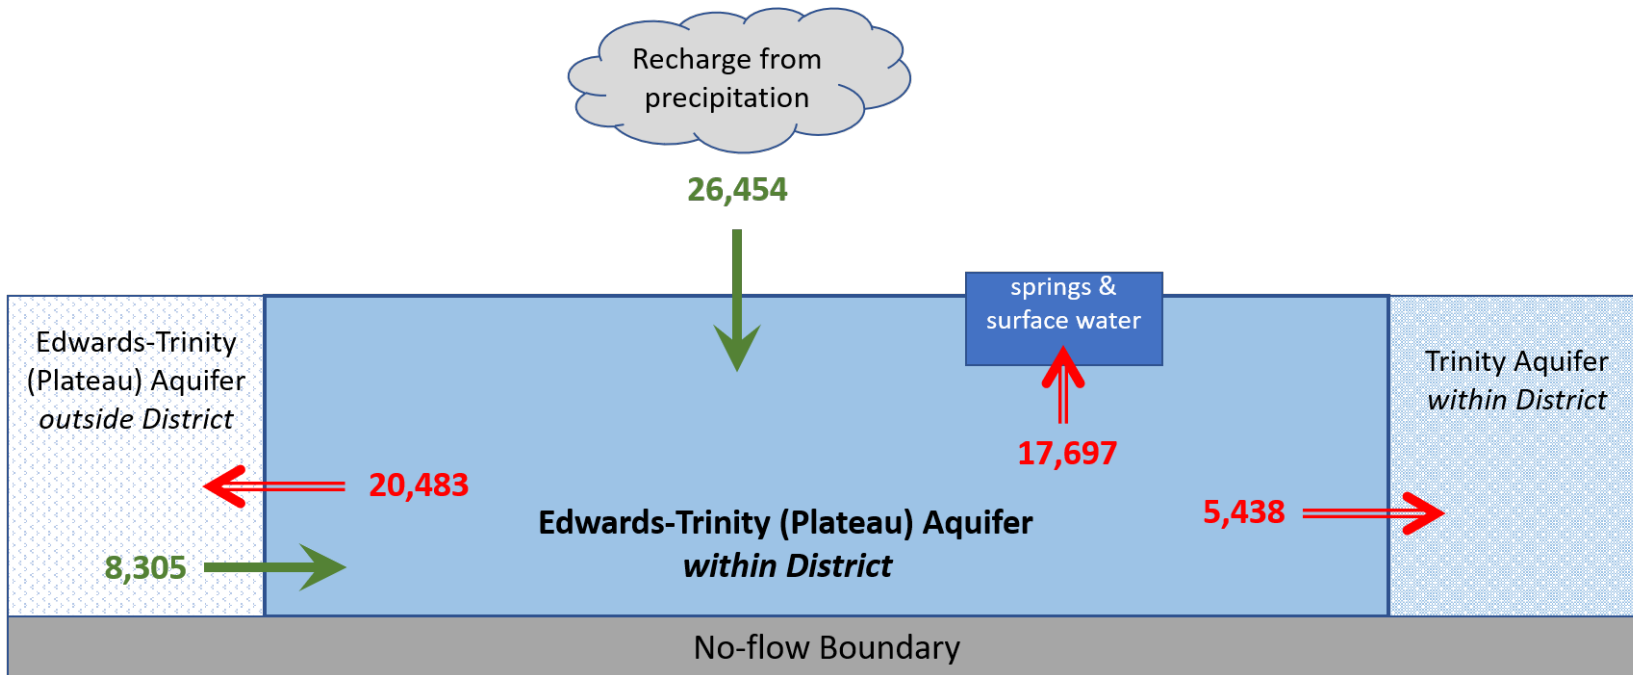 Recharge from
precipitation
26,454
springs &
surface water
Edwards-Trinity
(Plateau) Aquifer
outside District
Trinity Aquifer
within District
17,697
20,483
5,438
Edwards-Trinity (Plateau) Aquifer
within District
8,305
No-flow Boundary